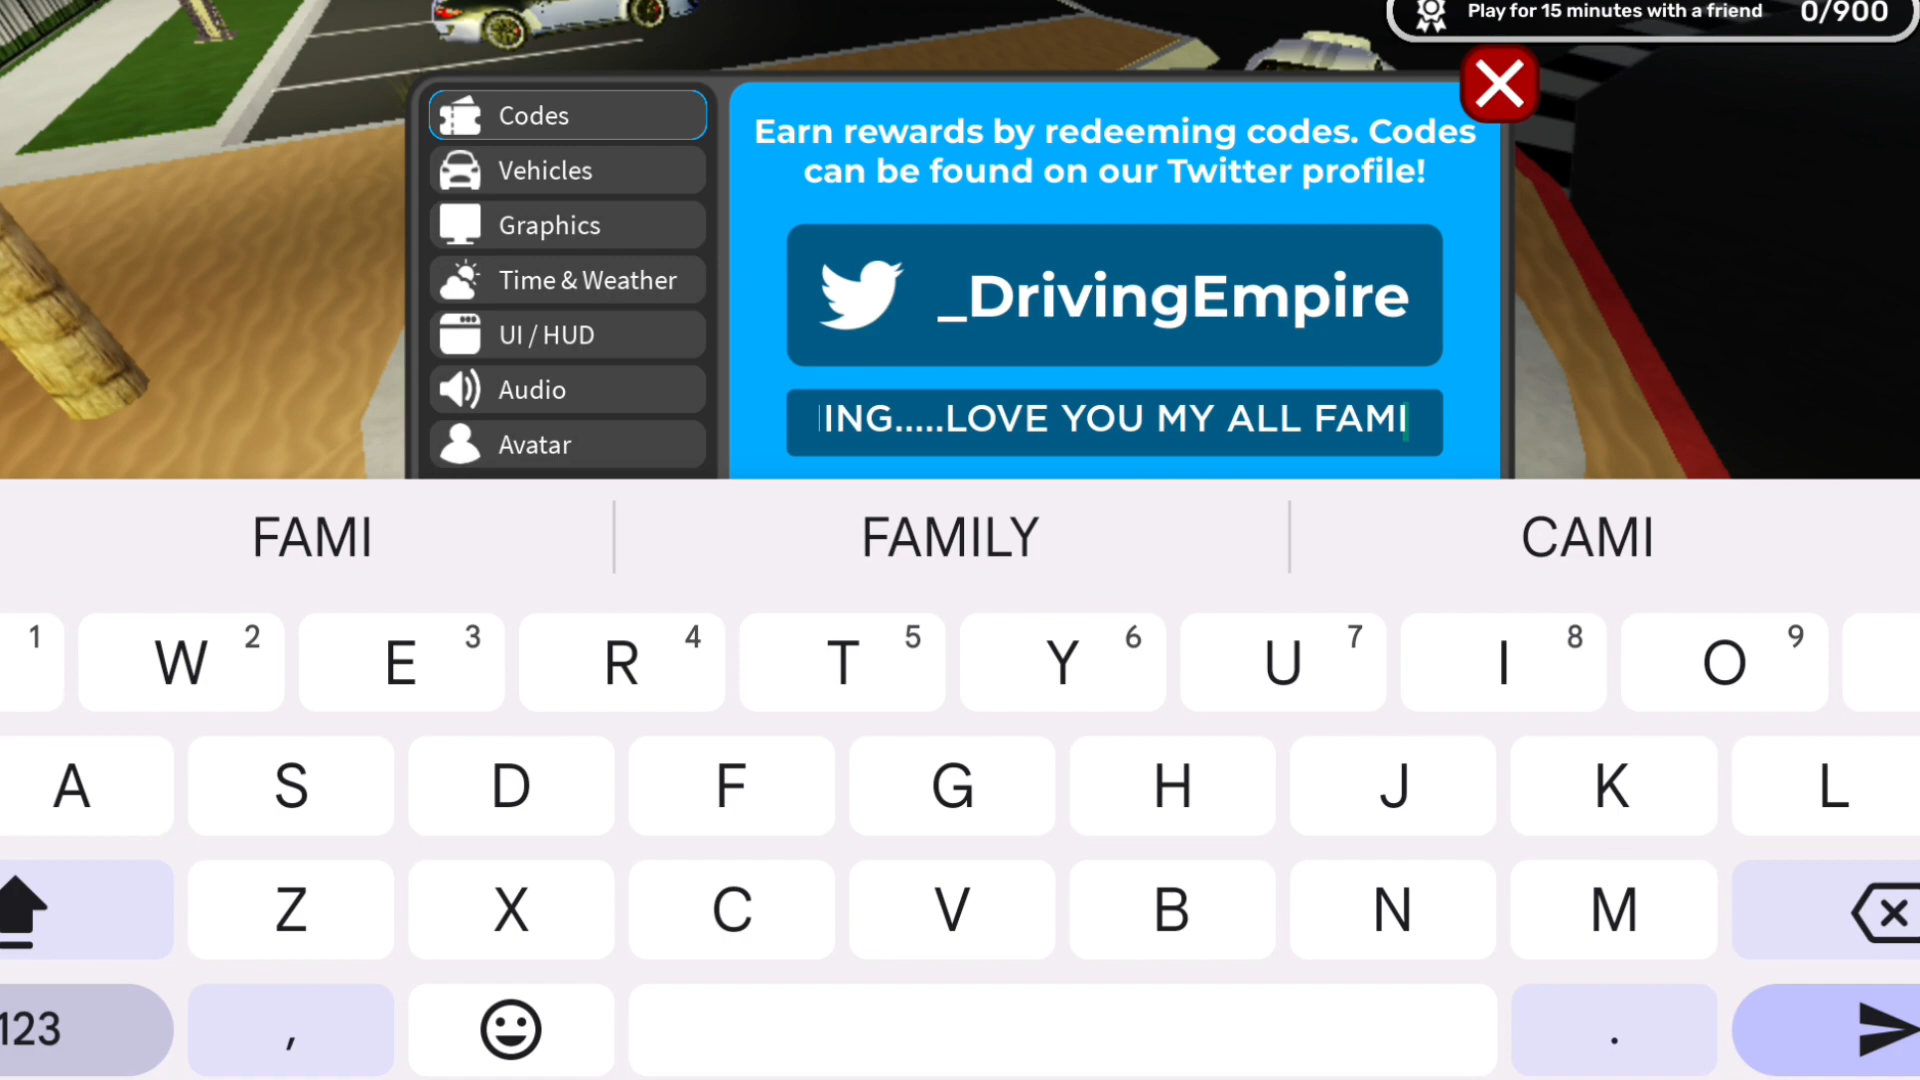 Play for 15 minutes with a friend 0/900
Codes
Vehicles
Graphics
Time & Weather
UI / HUD
Audio
Avatar
Earn rewards by redeeming codes. Codes
can be found on our Twitter profile!
_DrivingEmpire
ING.....LOVE YOU MY ALL FAMI
FAMI FAMILY CAMI
1 W 2 E 3 R 4 T 5 Y 6 U 7 I 8 O 9
A S D F G H J K L
Z X C V B N M
123 , .